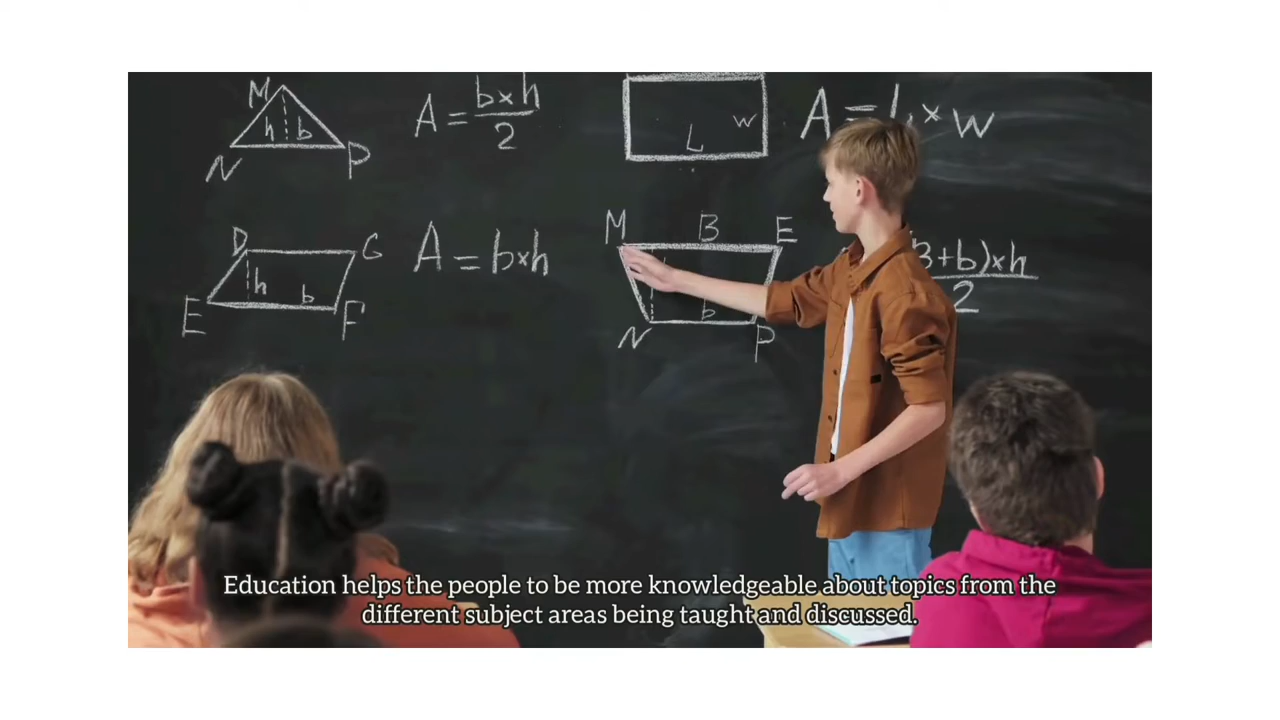 M
h b
N P
A = b×h
2
L
w
A = L × w
D G
h
b
E F
A = b×h
M B E
b
N P
+b)×h
2
Education helps the people to be more knowledgeable about topics from the
different subject areas being taught and discussed.